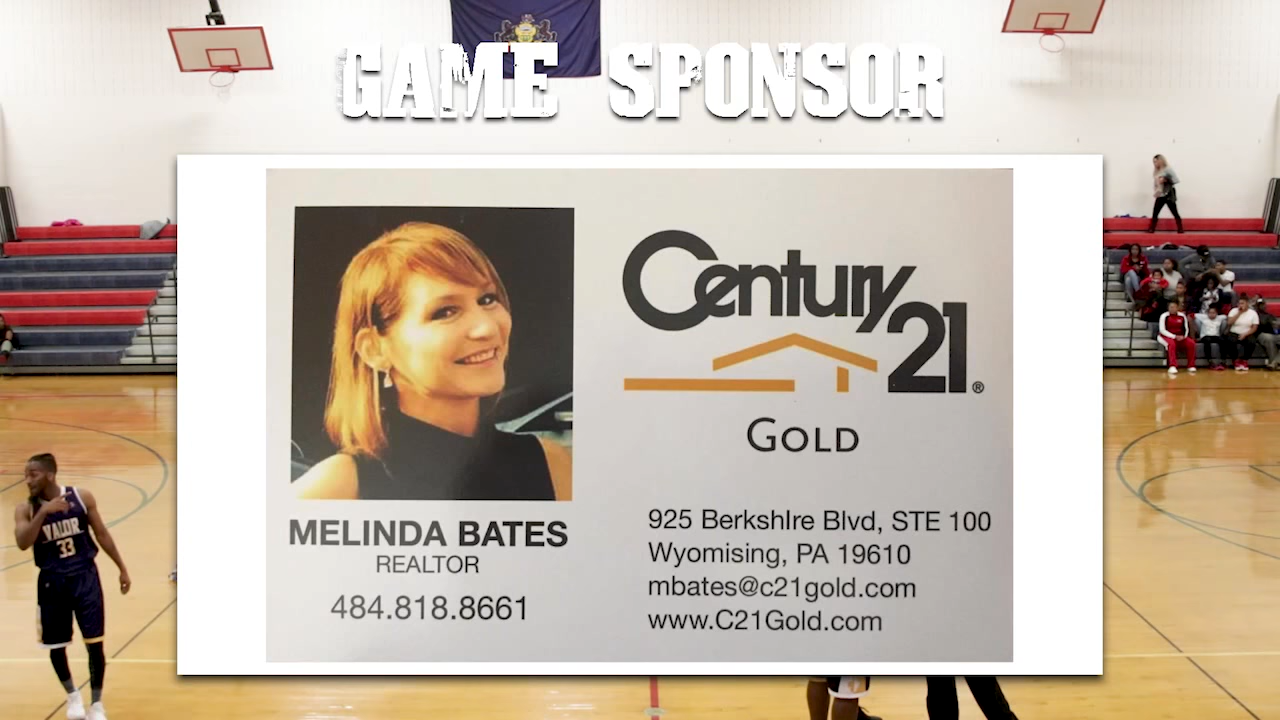 GAME SPONSOR
Century 21®
GOLD
MELINDA BATES
REALTOR
484.818.8661
925 BerkshIre Blvd, STE 100
Wyomising, PA 19610
mbates@c21gold.com
www.C21Gold.com
VALOR
33